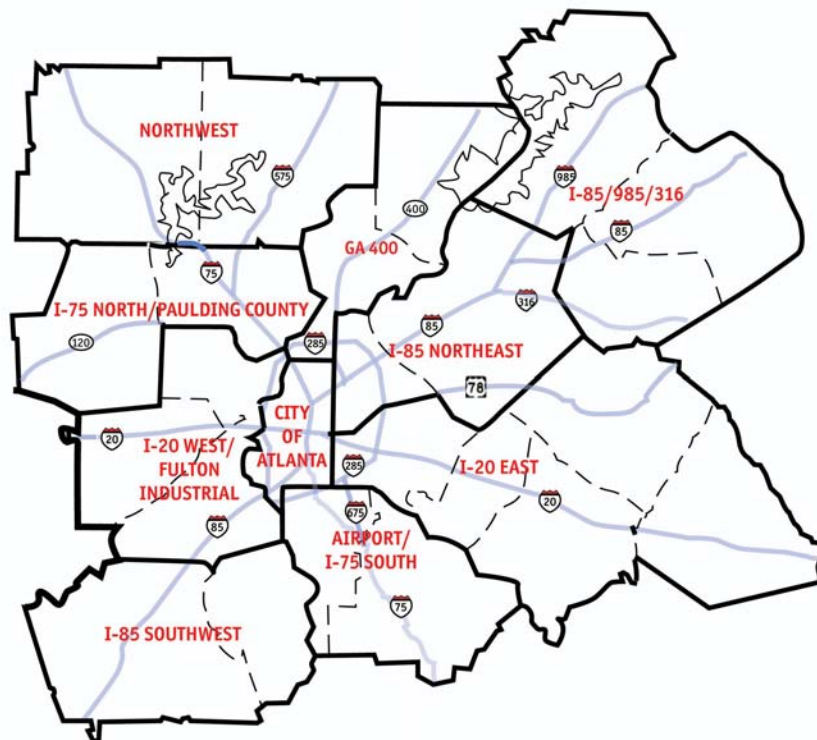 NORTHWEST
575
985
I-85/985/316
400
85
GA 400
75
I-75 NORTH/PAULDING COUNTY
316
85
120
285
I-85 NORTHEAST
78
CITY
OF
ATLANTA
20
I-20 WEST/
FULTON
INDUSTRIAL
285
I-20 EAST
20
675
85
AIRPORT/
I-75 SOUTH
75
I-85 SOUTHWEST